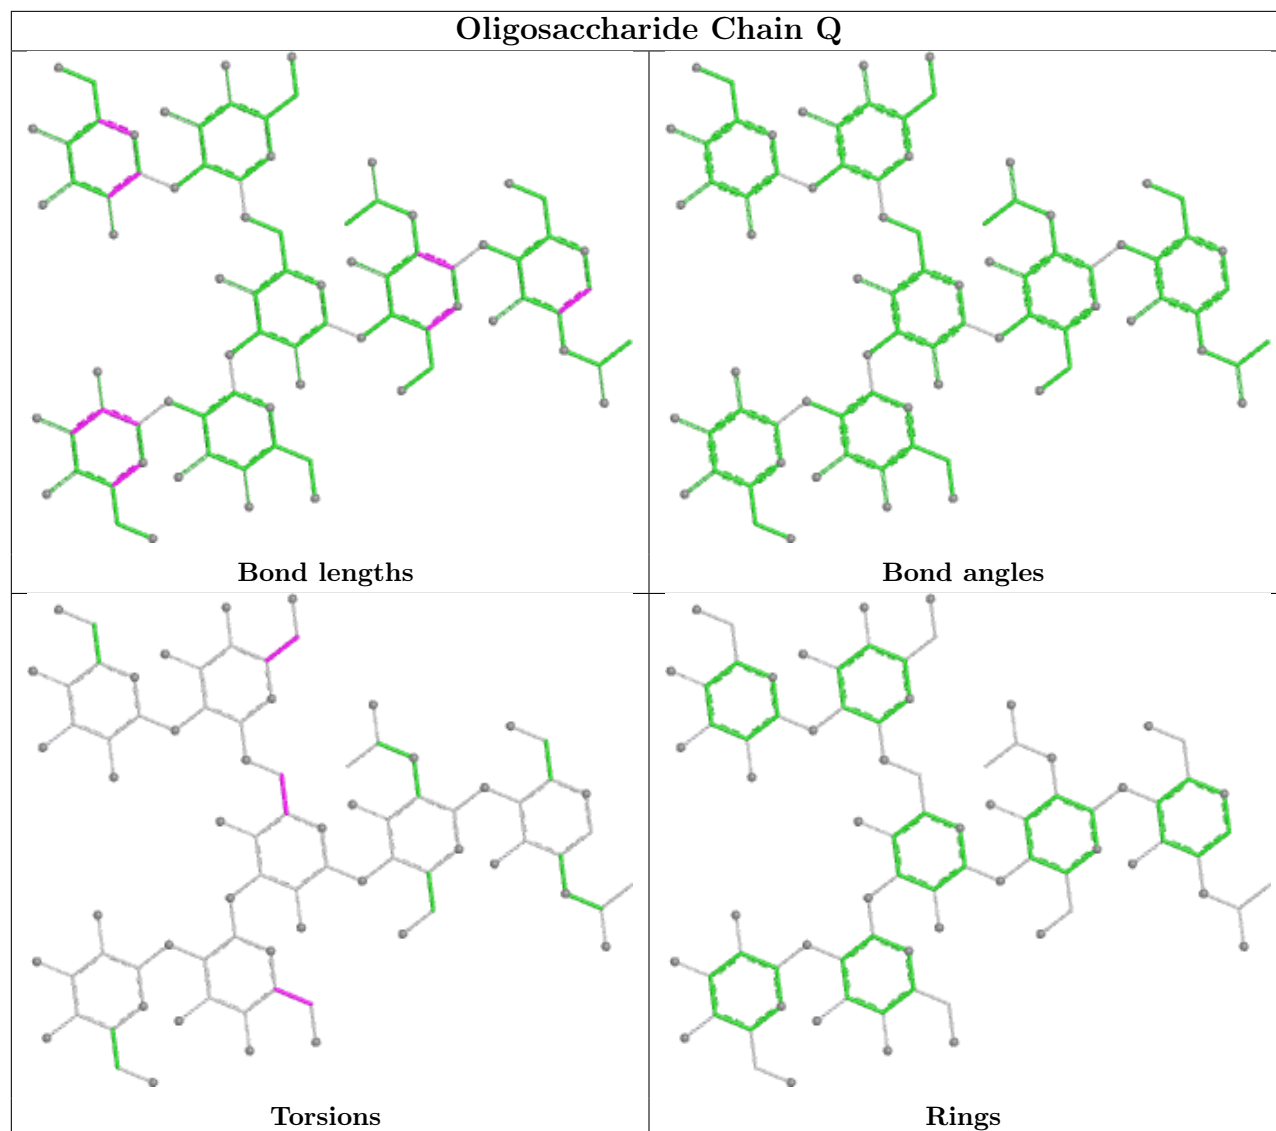 Oligosaccharide Chain Q
Bond lengths
Bond angles
Torsions
Rings